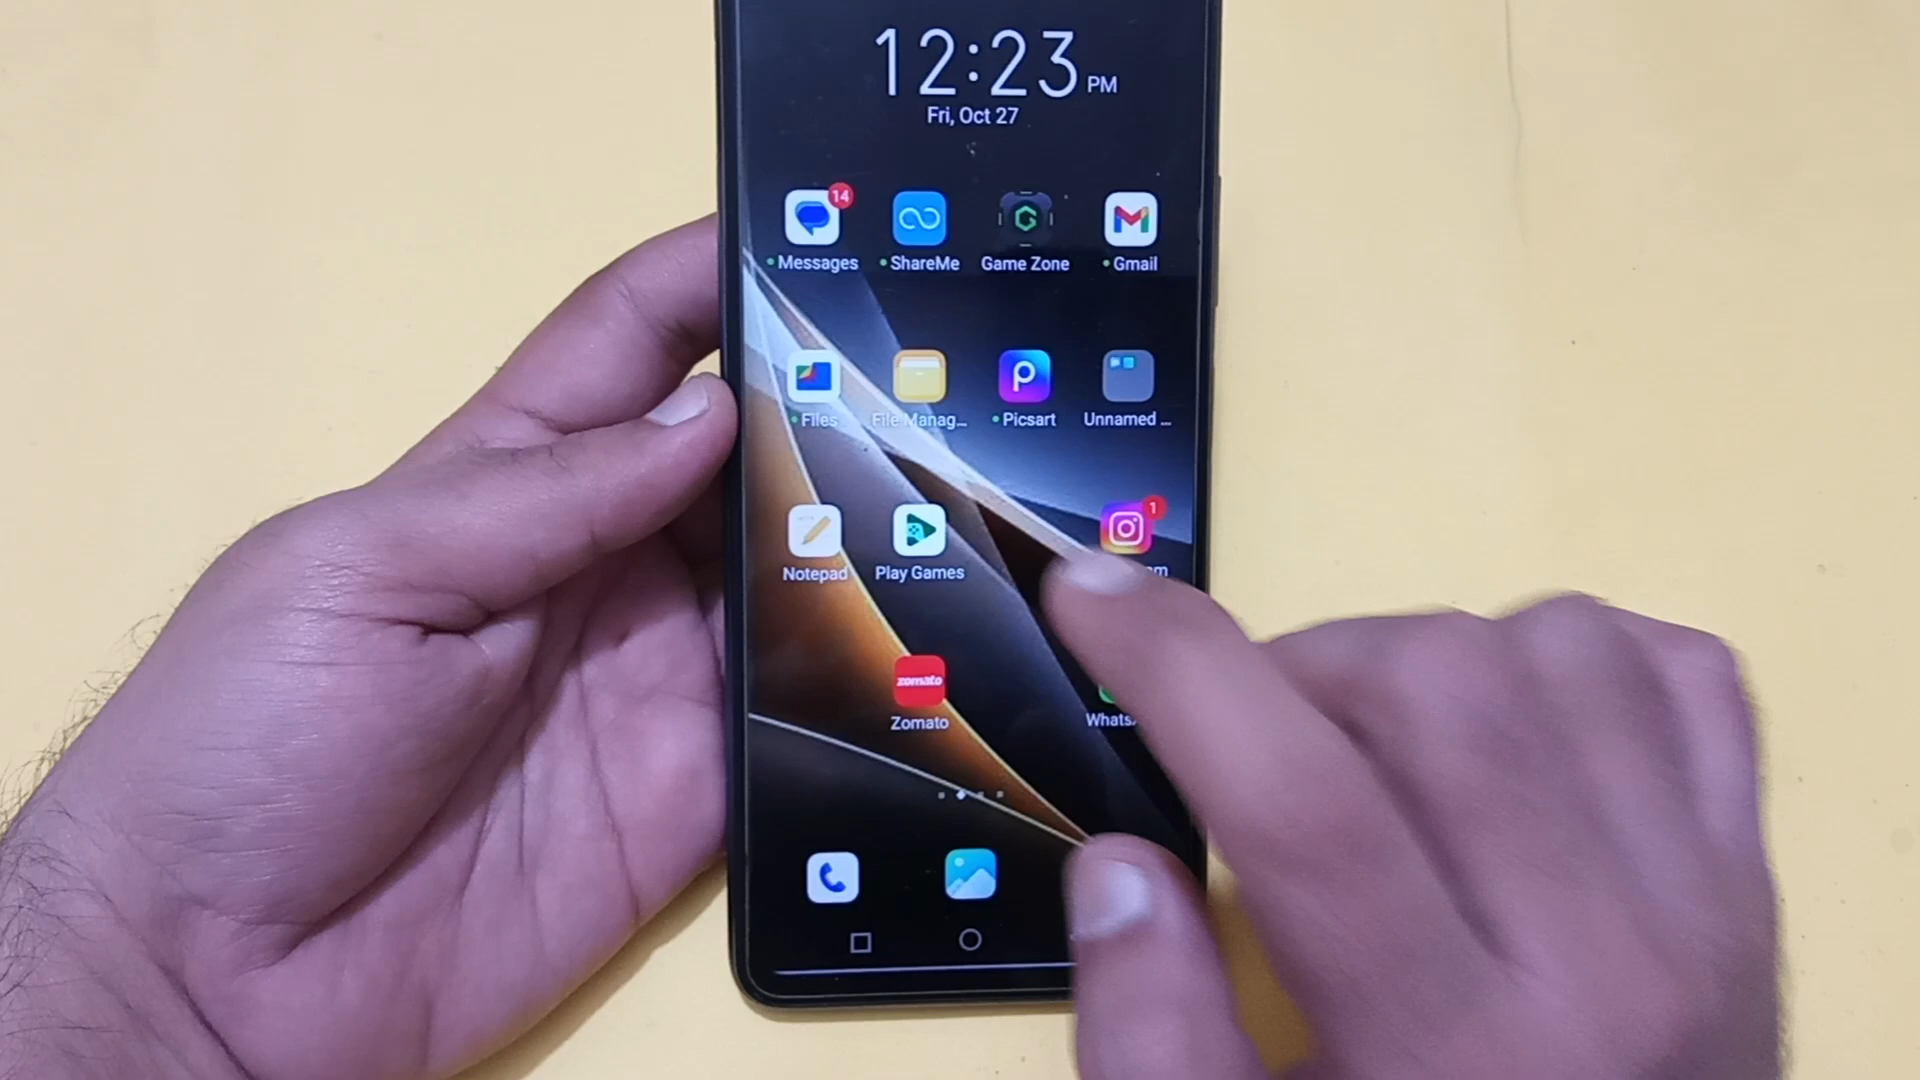 12:23 PM
Fri, Oct 27
14
Messages ShareMe Game Zone Gmail
Files File Manag... Picsart Unnamed ...
1
Notepad Play Games
zomato
Zomato Whats